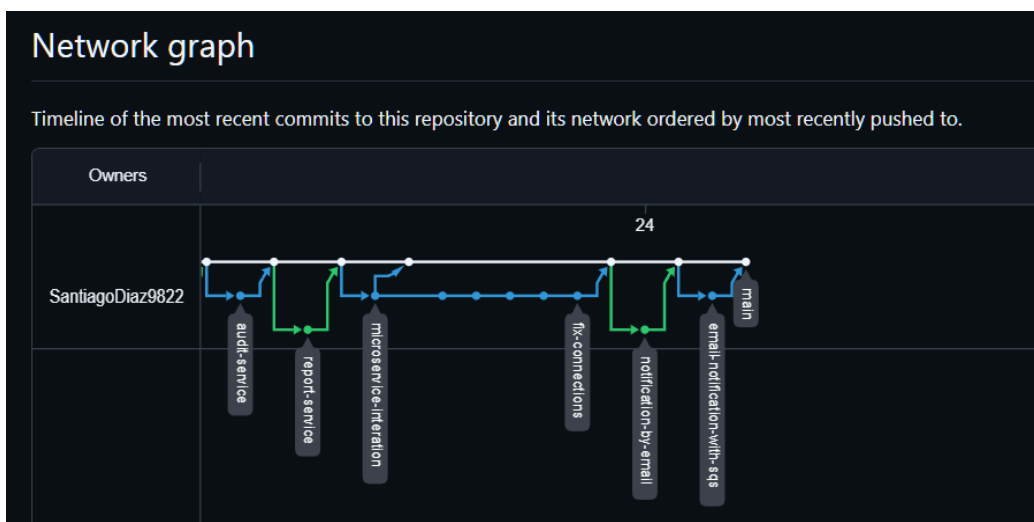 Network graph
Timeline of the most recent commits to this repository and its network ordered by most recently pushed to.
Owners
24
SantiagoDiaz9822
main
audit-service
report-service
microservice-interation
fix-connections
notification-by-email
email-notification-with-sqs